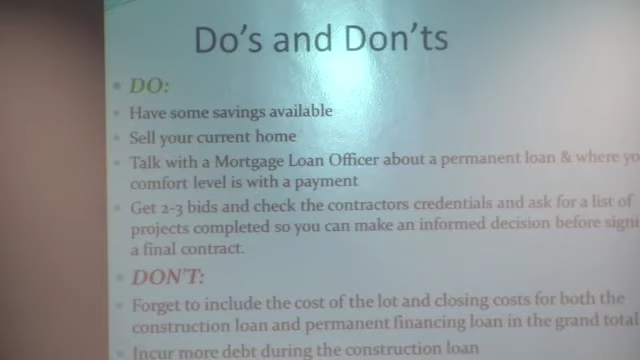 Do's and Don'ts
DO:
Have some savings available
Sell your current home
Talk with a Mortgage Loan Officer about a permanent loan & where
comfort level is with a payment
Get 2-3 bids and check the contractors credentials and ask for a list of
projects completed so you can make an informed decision before
a final contract.
DON'T:
Forget to include the cost of the lot and closing costs for both the
construction loan and permanent financing loan in the grand total
Incur more debt during the construction loan